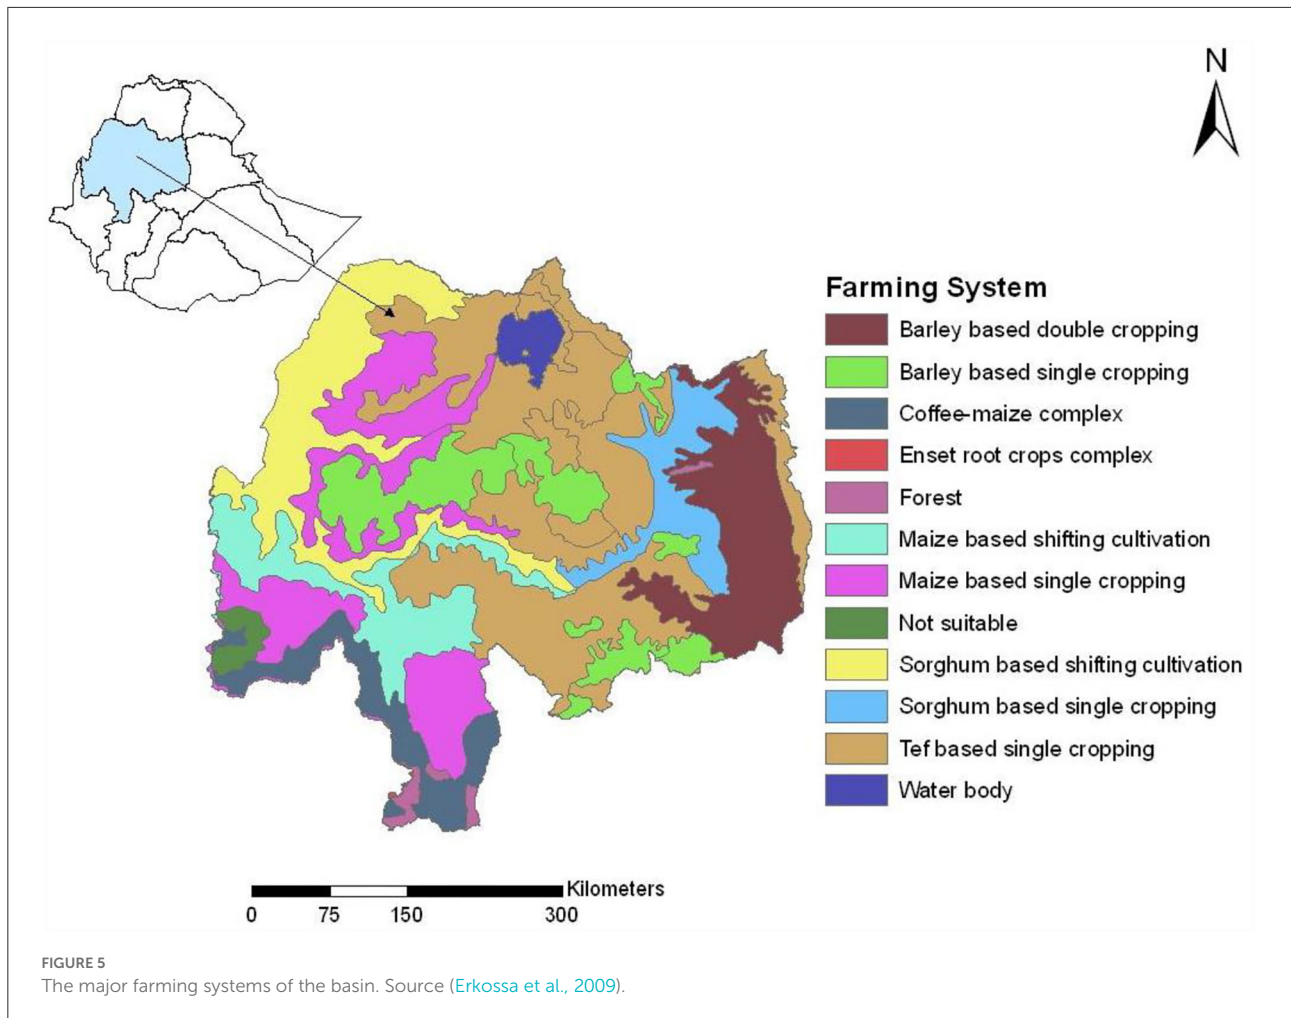 N
Farming System
Barley based double cropping
Barley based single cropping
Coffee-maize complex
Enset root crops complex
Forest
Maize based shifting cultivation
Maize based single cropping
Not suitable
Sorghum based shifting cultivation
Sorghum based single cropping
Tef based single cropping
Water body
Kilometers
0 75 150 300
FIGURE 5
The major farming systems of the basin. Source (Erkossa et al., 2009).